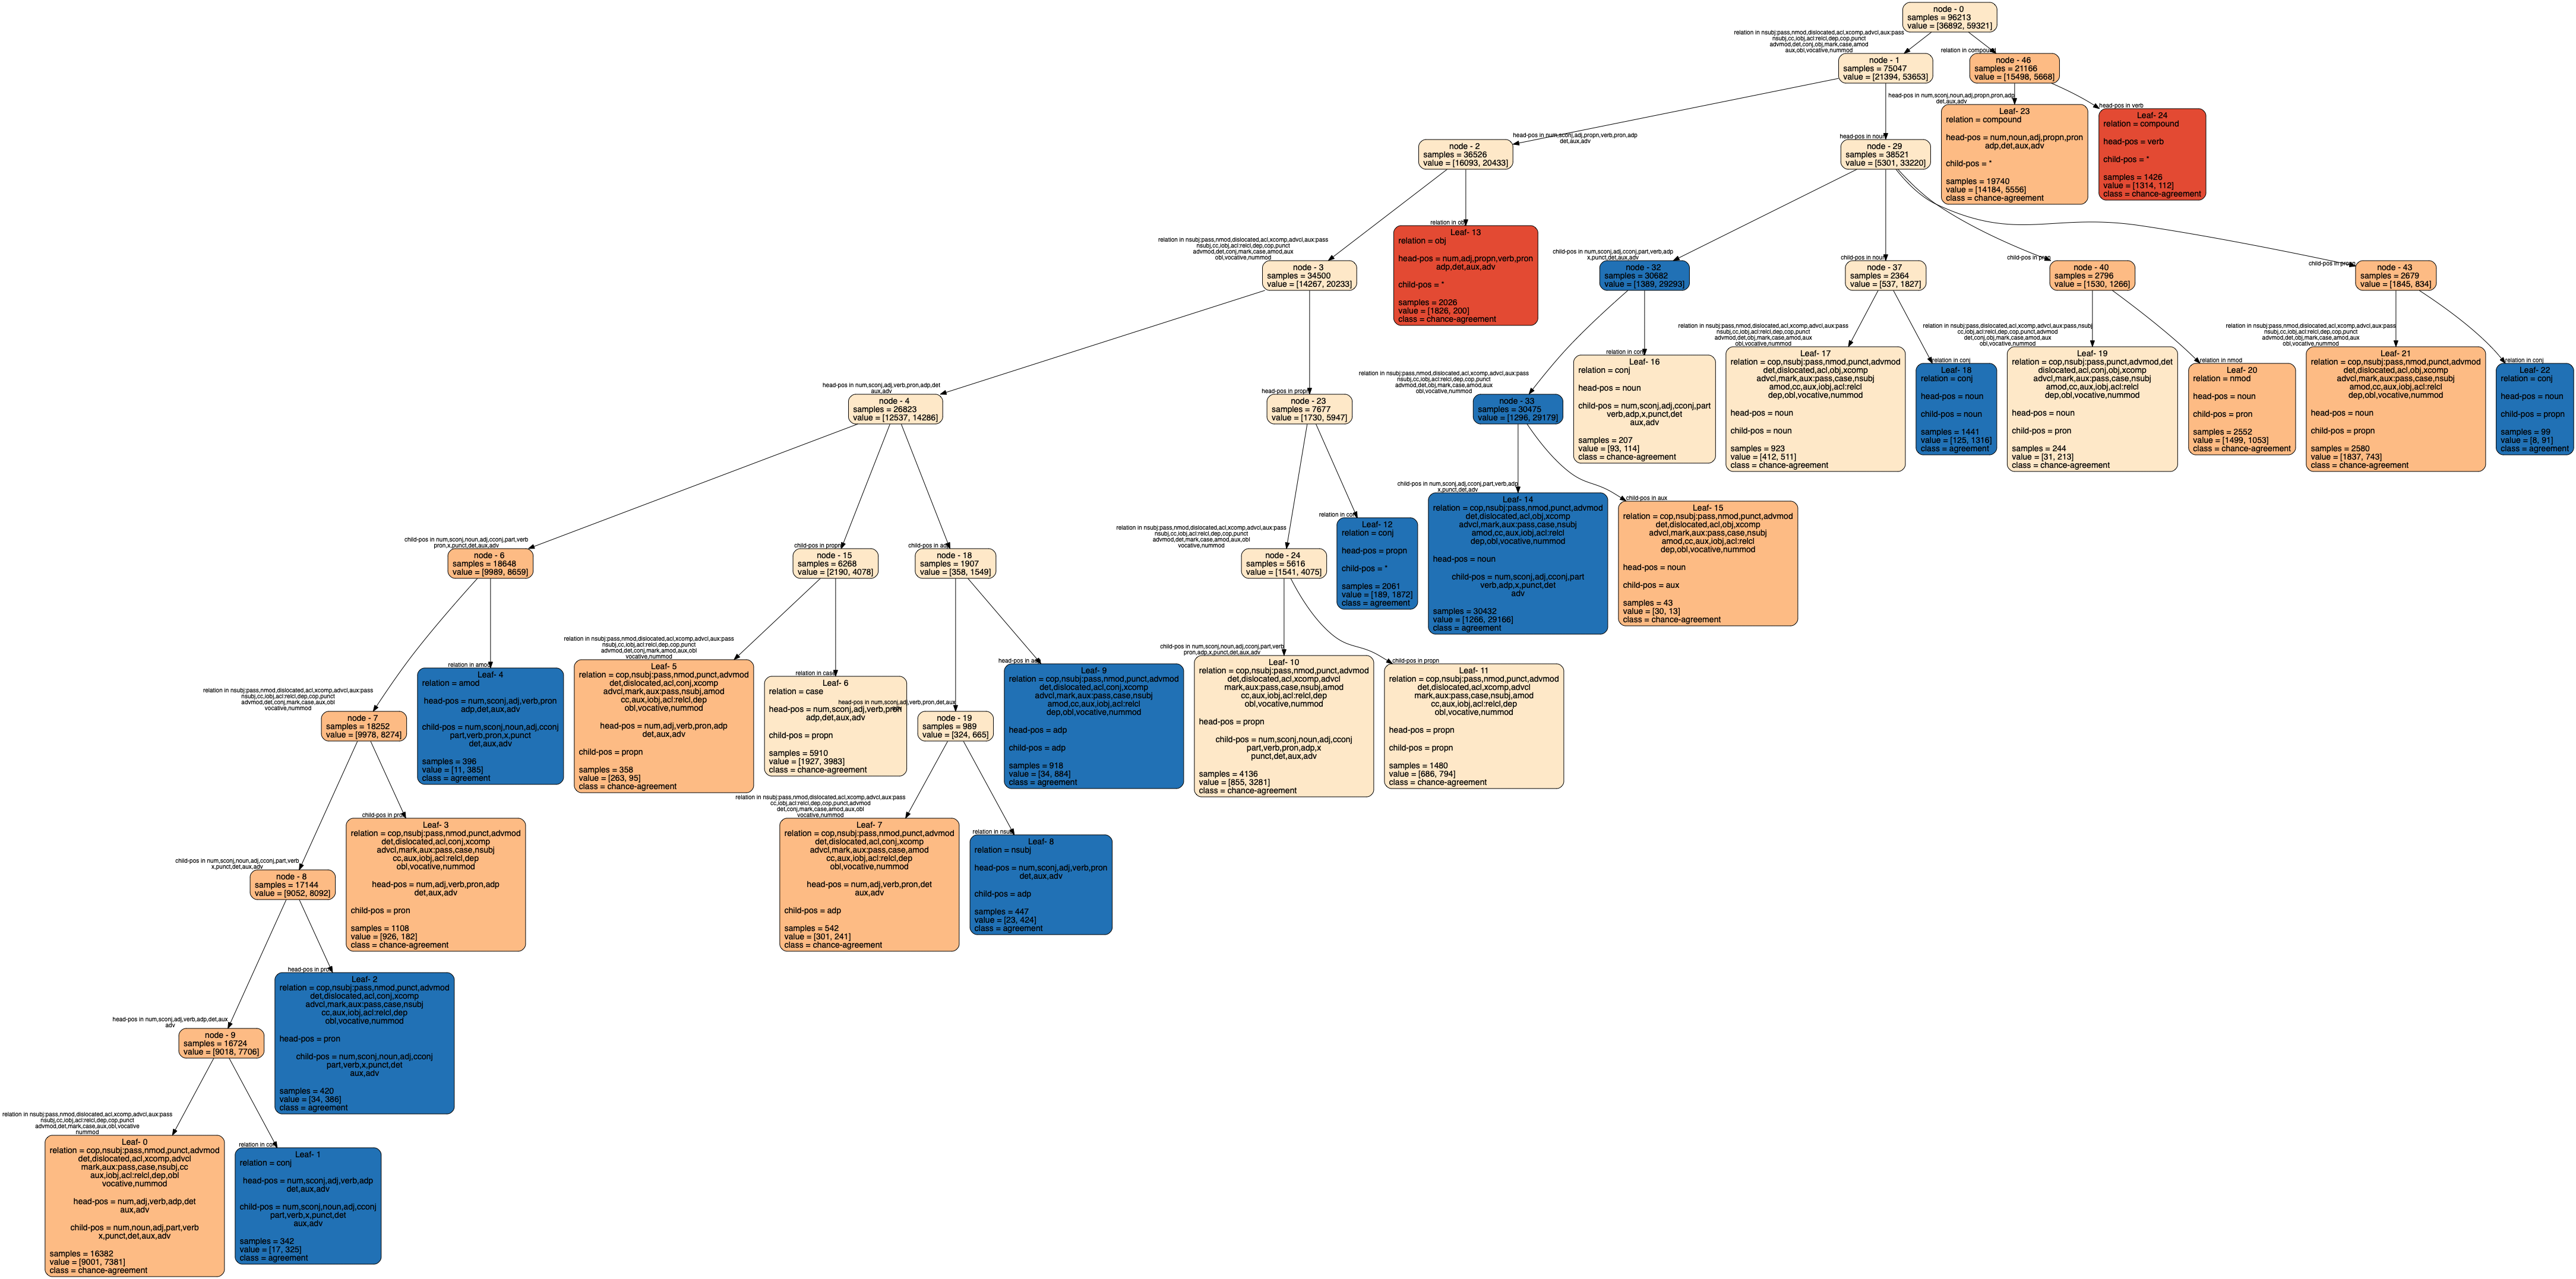 node - 0
samples = 96213
value = [36892, 59321]
relation in nsubj:pass,nmod,dislocated,acl,xcomp,advcl,aux:pass
nsubj,cc,iobj,acl:relcl,dep,cop,punct
advmod,det,conj,obj,mark,case,amod
aux,obl,vocative,nummod
node - 1
samples = 75047
value = [21394, 53653]
relation in compound
node - 46
samples = 21166
value = [15498, 5668]
head-pos in num,sconj,noun,adj,propn,pron,adp
det,aux,adv
Leaf- 23
relation = compound
head-pos = num,noun,adj,propn,pron
adp,det,aux,adv
child-pos = *
samples = 19740
value = [14184, 5556]
class = chance-agreement
head-pos in verb
Leaf- 24
relation = compound
head-pos = verb
child-pos = *
samples = 1426
value = [1314, 112]
class = chance-agreement
head-pos in num,sconj,adj,propn,verb,pron,adp
det,aux,adv
node - 2
samples = 36526
value = [16093, 20433]
head-pos in noun
node - 29
samples = 38521
value = [5301, 33220]
relation in nsubj:pass,nmod,dislocated,acl,xcomp,advcl,aux:pass
nsubj,cc,iobj,acl:relcl,dep,cop,punct
advmod,det,conj,mark,case,amod,aux
obl,vocative,nummod
node - 3
samples = 34500
value = [14267, 20233]
relation in obj
Leaf- 13
relation = obj
head-pos = num,adj,propn,verb,pron
adp,det,aux,adv
child-pos = *
samples = 2026
value = [1826, 200]
class = chance-agreement
child-pos in num,sconj,adj,cconj,part,verb,adp
x,punct,det,aux,adv
node - 32
samples = 30682
value = [1389, 29293]
child-pos in noun
node - 37
samples = 2364
value = [537, 1827]
child-pos in pron
node - 40
samples = 2796
value = [1530, 1266]
child-pos in propn
node - 43
samples = 2679
value = [1845, 834]
relation in nsubj:pass,nmod,dislocated,acl,xcomp,advcl,aux:pass
nsubj,cc,iobj,acl:relcl,dep,cop,punct
advmod,det,obj,mark,case,amod,aux
obl,vocative,nummod
node - 33
samples = 30475
value = [1296, 29179]
relation in conj
Leaf- 16
relation = conj
head-pos = noun
child-pos = num,sconj,adj,cconj,part
verb,adp,x,punct,det
aux,adv
samples = 207
value = [93, 114]
class = chance-agreement
relation in nsubj:pass,nmod,dislocated,acl,xcomp,advcl,aux:pass
nsubj,cc,iobj,acl:relcl,dep,cop,punct
advmod,det,obj,mark,case,amod,aux
obl,vocative,nummod
Leaf- 17
relation = cop,nsubj:pass,nmod,punct,advmod
det,dislocated,acl,obj,xcomp
advcl,mark,aux:pass,case,nsubj
amod,cc,aux,iobj,acl:relcl
dep,obl,vocative,nummod
head-pos = noun
child-pos = noun
samples = 923
value = [412, 511]
class = chance-agreement
relation in conj
Leaf- 18
relation = conj
head-pos = noun
child-pos = noun
samples = 1441
value = [125, 1316]
class = agreement
relation in nsubj:pass,dislocated,acl,xcomp,advcl,aux:pass,nsubj
cc,iobj,acl:relcl,dep,cop,punct,advmod
det,conj,obj,mark,case,amod,aux
obl,vocative,nummod
Leaf- 19
relation = cop,nsubj:pass,punct,advmod,det
dislocated,acl,conj,obj,xcomp
advcl,mark,aux:pass,case,nsubj
amod,cc,aux,iobj,acl:relcl
dep,obl,vocative,nummod
head-pos = noun
child-pos = pron
samples = 244
value = [31, 213]
class = chance-agreement
relation in nmod
Leaf- 20
relation = nmod
head-pos = noun
child-pos = pron
samples = 2552
value = [1499, 1053]
class = chance-agreement
relation in nsubj:pass,nmod,dislocated,acl,xcomp,advcl,aux:pass
nsubj,cc,iobj,acl:relcl,dep,cop,punct
advmod,det,obj,mark,case,amod,aux
obl,vocative,nummod
Leaf- 21
relation = cop,nsubj:pass,nmod,punct,advmod
det,dislocated,acl,obj,xcomp
advcl,mark,aux:pass,case,nsubj
amod,cc,aux,iobj,acl:relcl
dep,obl,vocative,nummod
head-pos = noun
child-pos = propn
samples = 2580
value = [1837, 743]
class = chance-agreement
relation in conj
Leaf- 22
relation = conj
head-pos = noun
child-pos = propn
samples = 99
value = [8, 91]
class = agreement
head-pos in num,sconj,adj,verb,pron,adp,det
aux,adv
node - 4
samples = 26823
value = [12537, 14286]
head-pos in propn
node - 23
samples = 7677
value = [1730, 5947]
child-pos in num,sconj,adj,cconj,part,verb,adp
x,punct,det,adv
Leaf- 14
relation = cop,nsubj:pass,nmod,punct,advmod
det,dislocated,acl,obj,xcomp
advcl,mark,aux:pass,case,nsubj
amod,cc,aux,iobj,acl:relcl
dep,obl,vocative,nummod
head-pos = noun
child-pos = num,sconj,adj,cconj,part
verb,adp,x,punct,det
adv
samples = 30432
value = [1266, 29166]
class = agreement
child-pos in aux
Leaf- 15
relation = cop,nsubj:pass,nmod,punct,advmod
det,dislocated,acl,obj,xcomp
advcl,mark,aux:pass,case,nsubj
amod,cc,aux,iobj,acl:relcl
dep,obl,vocative,nummod
head-pos = noun
child-pos = aux
samples = 43
value = [30, 13]
class = chance-agreement
child-pos in num,sconj,noun,adj,cconj,part,verb
pron,x,punct,det,aux,adv
node - 6
samples = 18648
value = [9989, 8659]
child-pos in propn
node - 15
samples = 6268
value = [2190, 4078]
child-pos in adp
node - 18
samples = 1907
value = [358, 1549]
relation in nsubj:pass,nmod,dislocated,acl,xcomp,advcl,aux:pass
nsubj,cc,iobj,acl:relcl,dep,cop,punct
advmod,det,mark,case,amod,aux,obl
vocative,nummod
node - 24
samples = 5616
value = [1541, 4075]
relation in conj
Leaf- 12
relation = conj
head-pos = propn
child-pos = *
samples = 2061
value = [189, 1872]
class = agreement
relation in nsubj:pass,nmod,dislocated,acl,xcomp,advcl,aux:pass
nsubj,cc,iobj,acl:relcl,dep,cop,punct
advmod,det,conj,mark,case,aux,obl
vocative,nummod
node - 7
samples = 18252
value = [9978, 8274]
relation in amod
Leaf- 4
relation = amod
head-pos = num,sconj,adj,verb,pron
adp,det,aux,adv
child-pos = num,sconj,noun,adj,cconj
part,verb,pron,x,punct
det,aux,adv
samples = 396
value = [11, 385]
class = agreement
relation in nsubj:pass,nmod,dislocated,acl,xcomp,advcl,aux:pass
nsubj,cc,iobj,acl:relcl,dep,cop,punct
advmod,det,conj,mark,amod,aux,obl
vocative,nummod
Leaf- 5
relation = cop,nsubj:pass,nmod,punct,advmod
det,dislocated,acl,conj,xcomp
advcl,mark,aux:pass,nsubj,amod
cc,aux,iobj,acl:relcl,dep
obl,vocative,nummod
head-pos = num,adj,verb,pron,adp
det,aux,adv
child-pos = propn
samples = 358
value = [263, 95]
class = chance-agreement
relation in case
Leaf- 6
relation = case
head-pos = num,sconj,adj,verb,pron
adp,det,aux,adv
child-pos = propn
samples = 5910
value = [1927, 3983]
class = chance-agreement
head-pos in num,sconj,adj,verb,pron,det,aux
node - 19
samples = 989
value = [324, 665]
head-pos in adp
Leaf- 9
relation = cop,nsubj:pass,nmod,punct,advmod
det,dislocated,acl,conj,xcomp
advcl,mark,aux:pass,case,nsubj
amod,cc,aux,iobj,acl:relcl
dep,obl,vocative,nummod
head-pos = adp
child-pos = adp
samples = 918
value = [34, 884]
class = agreement
child-pos in num,sconj,noun,adj,cconj,part,verb
pron,adp,x,punct,det,aux,adv
Leaf- 10
relation = cop,nsubj:pass,nmod,punct,advmod
det,dislocated,acl,xcomp,advcl
mark,aux:pass,case,nsubj,amod
cc,aux,iobj,acl:relcl,dep
obl,vocative,nummod
head-pos = propn
child-pos = num,sconj,noun,adj,cconj
part,verb,pron,adp,x
punct,det,aux,adv
samples = 4136
value = [855, 3281]
class = chance-agreement
child-pos in propn
Leaf- 11
relation = cop,nsubj:pass,nmod,punct,advmod
det,dislocated,acl,xcomp,advcl
mark,aux:pass,case,nsubj,amod
cc,aux,iobj,acl:relcl,dep
obl,vocative,nummod
head-pos = propn
child-pos = propn
samples = 1480
value = [686, 794]
class = chance-agreement
child-pos in num,sconj,noun,adj,cconj,part,verb
x,punct,det,aux,adv
node - 8
samples = 17144
value = [9052, 8092]
child-pos in pron
Leaf- 3
relation = cop,nsubj:pass,nmod,punct,advmod
det,dislocated,acl,conj,xcomp
advcl,mark,aux:pass,case,nsubj
cc,aux,iobj,acl:relcl,dep
obl,vocative,nummod
head-pos = num,adj,verb,pron,adp
det,aux,adv
child-pos = pron
samples = 1108
value = [926, 182]
class = chance-agreement
relation in nsubj:pass,nmod,dislocated,acl,xcomp,advcl,aux:pass
cc,iobj,acl:relcl,dep,cop,punct,advmod
det,conj,mark,case,amod,aux,obl
vocative,nummod
Leaf- 7
relation = cop,nsubj:pass,nmod,punct,advmod
det,dislocated,acl,conj,xcomp
advcl,mark,aux:pass,case,amod
cc,aux,iobj,acl:relcl,dep
obl,vocative,nummod
head-pos = num,adj,verb,pron,det
aux,adv
child-pos = adp
samples = 542
value = [301, 241]
class = chance-agreement
relation in nsubj
Leaf- 8
relation = nsubj
head-pos = num,sconj,adj,verb,pron
det,aux,adv
child-pos = adp
samples = 447
value = [23, 424]
class = agreement
head-pos in num,sconj,adj,verb,adp,det,aux
adv
node - 9
samples = 16724
value = [9018, 7706]
head-pos in pron
Leaf- 2
relation = cop,nsubj:pass,nmod,punct,advmod
det,dislocated,acl,conj,xcomp
advcl,mark,aux:pass,case,nsubj
cc,aux,iobj,acl:relcl,dep
obl,vocative,nummod
head-pos = pron
child-pos = num,sconj,noun,adj,cconj
part,verb,x,punct,det
aux,adv
samples = 420
value = [34, 386]
class = agreement
relation in nsubj:pass,nmod,dislocated,acl,xcomp,advcl,aux:pass
nsubj,cc,iobj,acl:relcl,dep,cop,punct
advmod,det,mark,case,aux,obl,vocative
nummod
Leaf- 0
relation = cop,nsubj:pass,nmod,punct,advmod
det,dislocated,acl,xcomp,advcl
mark,aux:pass,case,nsubj,cc
aux,iobj,acl:relcl,dep,obl
vocative,nummod
head-pos = num,adj,verb,adp,det
aux,adv
child-pos = num,noun,adj,part,verb
x,punct,det,aux,adv
samples = 16382
value = [9001, 7381]
class = chance-agreement
relation in conj
Leaf- 1
relation = conj
head-pos = num,sconj,adj,verb,adp
det,aux,adv
child-pos = num,sconj,noun,adj,cconj
part,verb,x,punct,det
aux,adv
samples = 342
value = [17, 325]
class = agreement